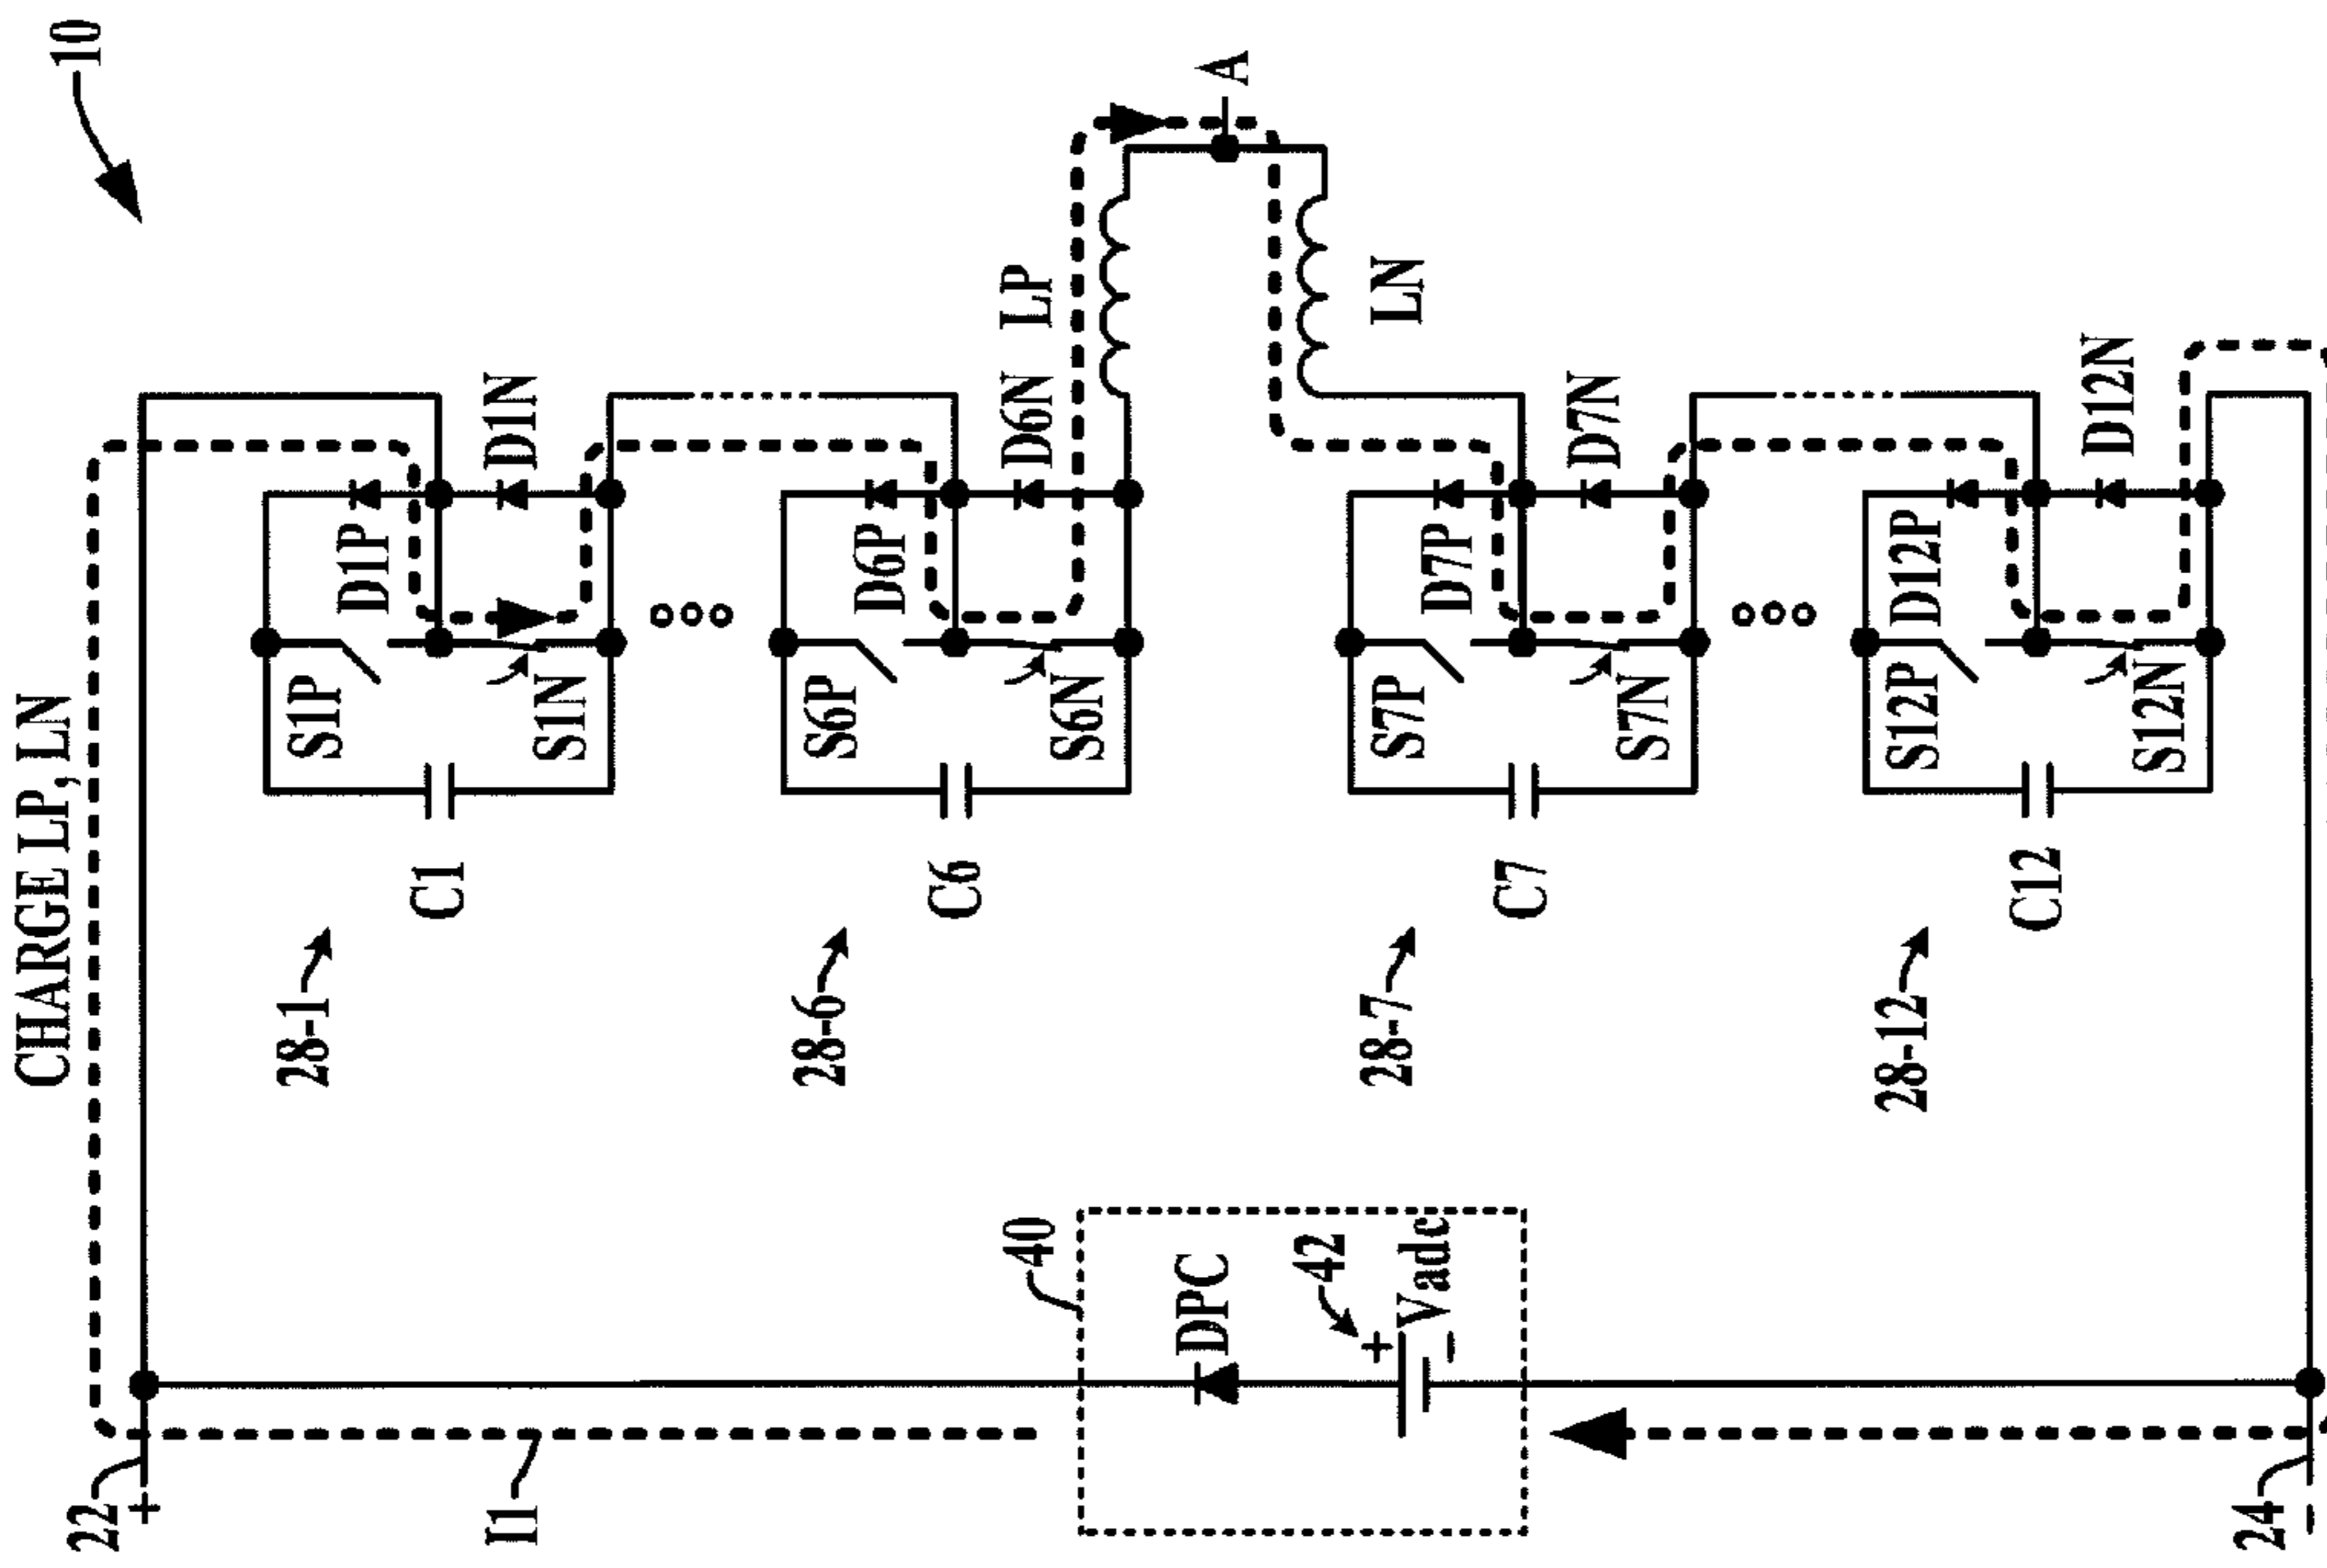 10
CHARGE LP, LN
22
+
I1
28-1
C1
S1P
D1P
S1N
D1N
28-6
C6
S6P
D6P
S6N
D6N
LP
A
LN
40
DPC
42
+
Vadc
-
28-7
C7
S7P
D7P
S7N
D7N
28-12
C12
S12P
D12P
S12N
D12N
24
-